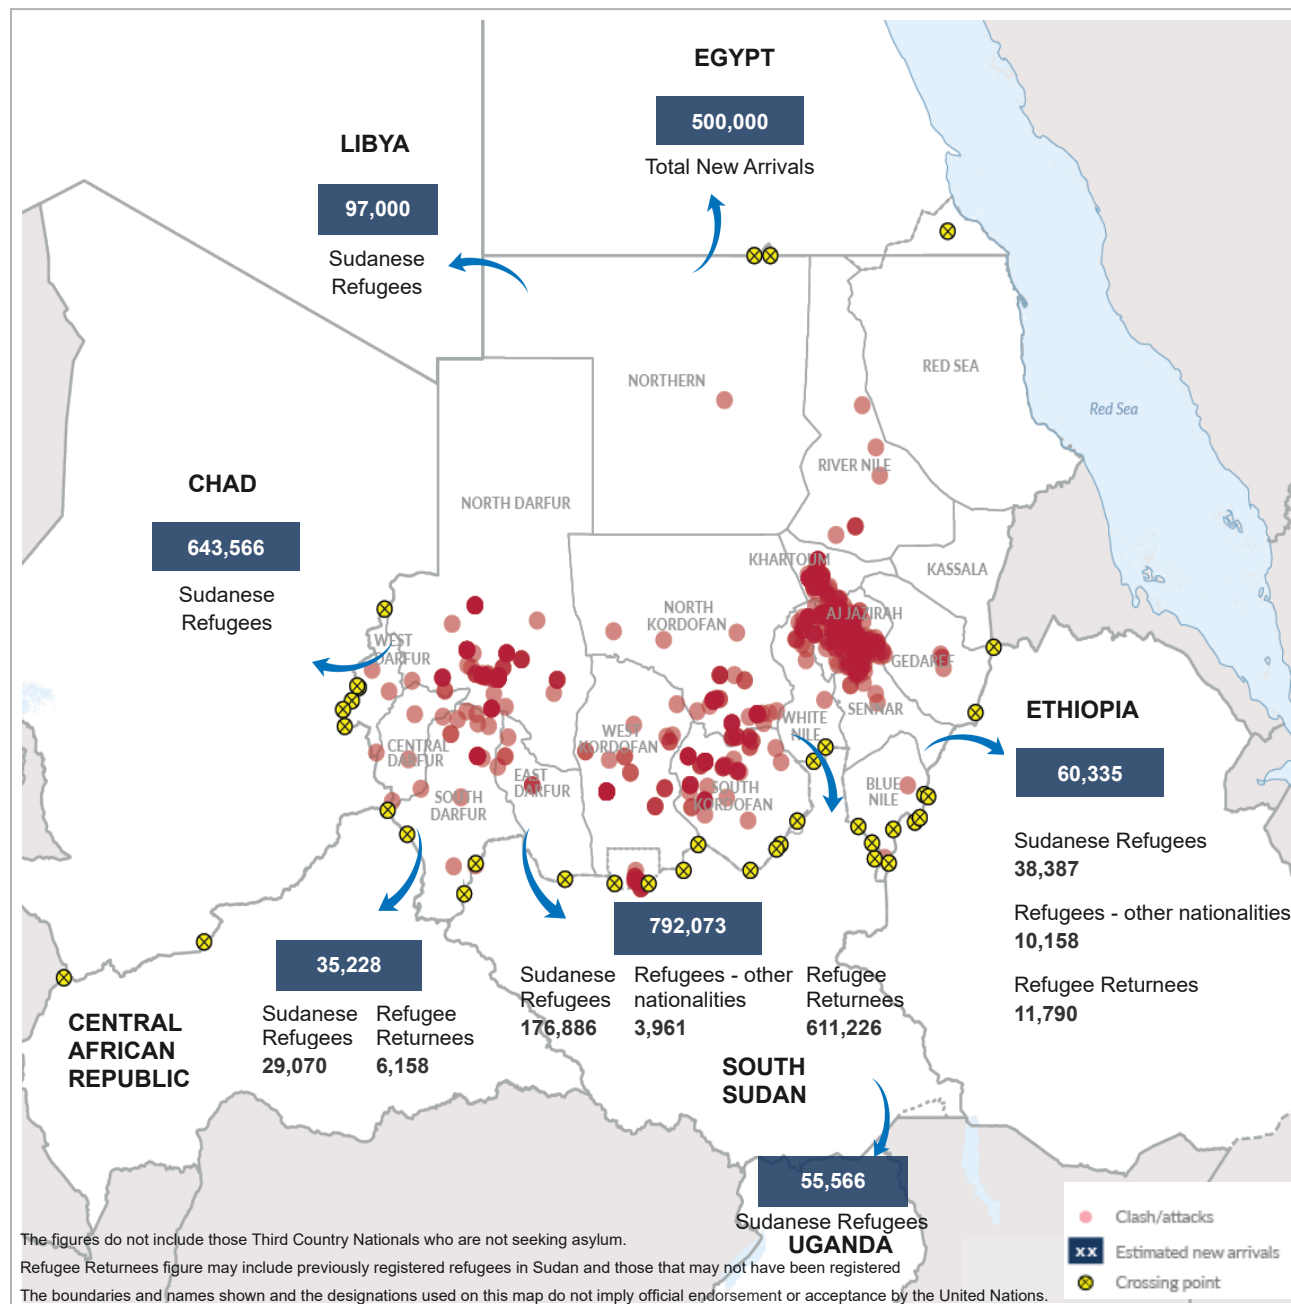 EGYPT
500,000
Total New Arrivals
LIBYA
97,000
Sudanese
Refugees
NORTHERN
RED SEA
Red Sea
RIVER NILE
CHAD
643,566
Sudanese
Refugees
NORTH DARFUR
KHARTOUM
KASSALA
NORTH
KORDOFAN
AJ JAZIRAH
GEDAREF
WEST
DARFUR
SENNAR
WHITE
NILE
WEST
KORDOFAN
CENTRAL
DARFUR
EAST
DARFUR
SOUTH
DARFUR
SOUTH
KORDOFAN
BLUE
NILE
ETHIOPIA
60,335
Sudanese Refugees
38,387
Refugees - other nationalities
10,158
Refugee Returnees
11,790
35,228
Sudanese
Refugees
29,070
Refugee
Returnees
6,158
CENTRAL
AFRICAN
REPUBLIC
792,073
Sudanese
Refugees
176,886
Refugees - other
nationalities
3,961
Refugee
Returnees
611,226
SOUTH
SUDAN
55,566
Sudanese Refugees
UGANDA
Clash/attacks
xx Estimated new arrivals
Crossing point
The figures do not include those Third Country Nationals who are not seeking asylum.
Refugee Returnees figure may include previously registered refugees in Sudan and those that may not have been registered
The boundaries and names shown and the designations used on this map do not imply official endorsement or acceptance by the United Nations.